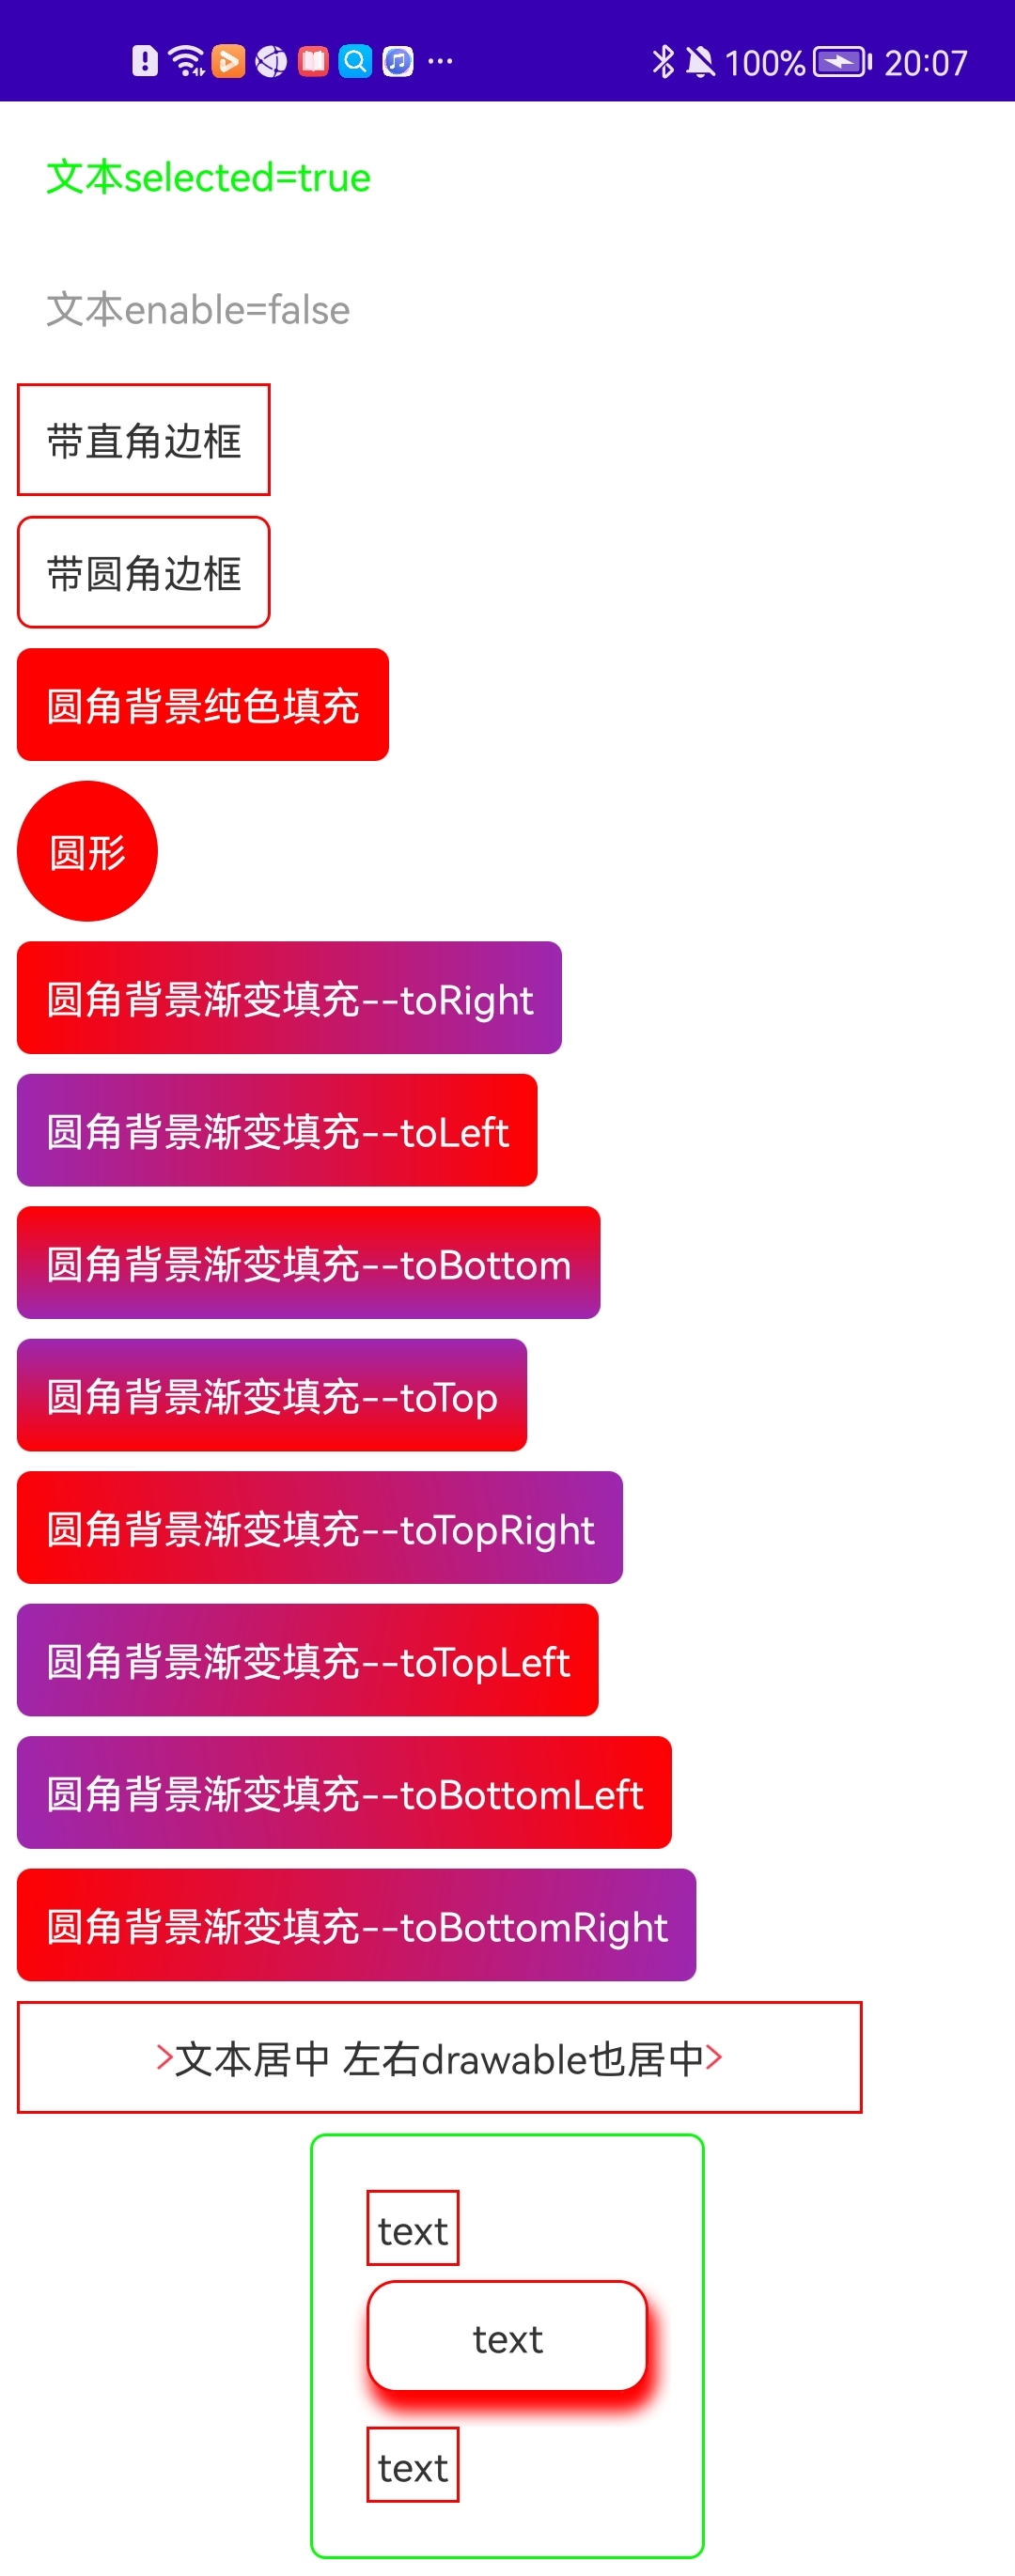 100% 20:07
文本selected=true
文本enable=false
带直角边框
带圆角边框
圆角背景纯色填充
圆形
圆角背景渐变填充--toRight
圆角背景渐变填充--toLeft
圆角背景渐变填充--toBottom
圆角背景渐变填充--toTop
圆角背景渐变填充--toTopRight
圆角背景渐变填充--toTopLeft
圆角背景渐变填充--toBottomLeft
圆角背景渐变填充--toBottomRight
文本居中 左右drawable也居中
text
text
text